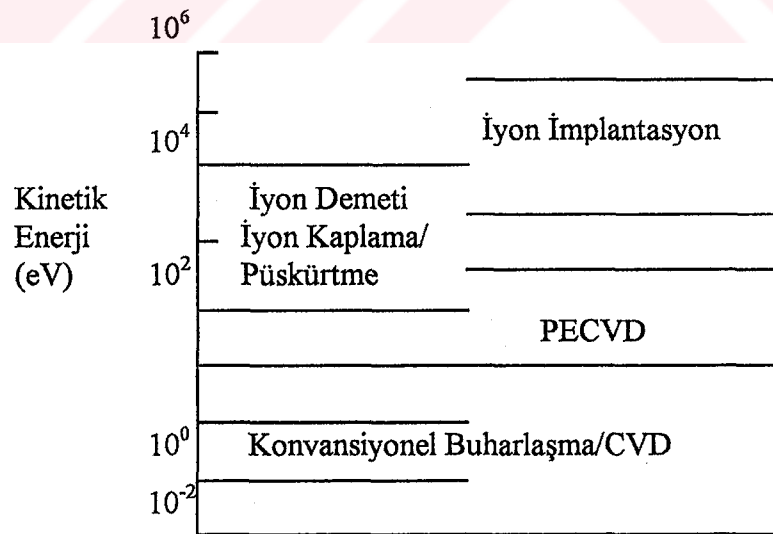 10⁶
10⁴
İyon İmplantasyon
Kinetik
Enerji
(eV)
İyon Demeti
İyon Kaplama/
Püskürtme
10²
PECVD
10⁰
Konvansiyonel Buharlaşma/CVD
10⁻²